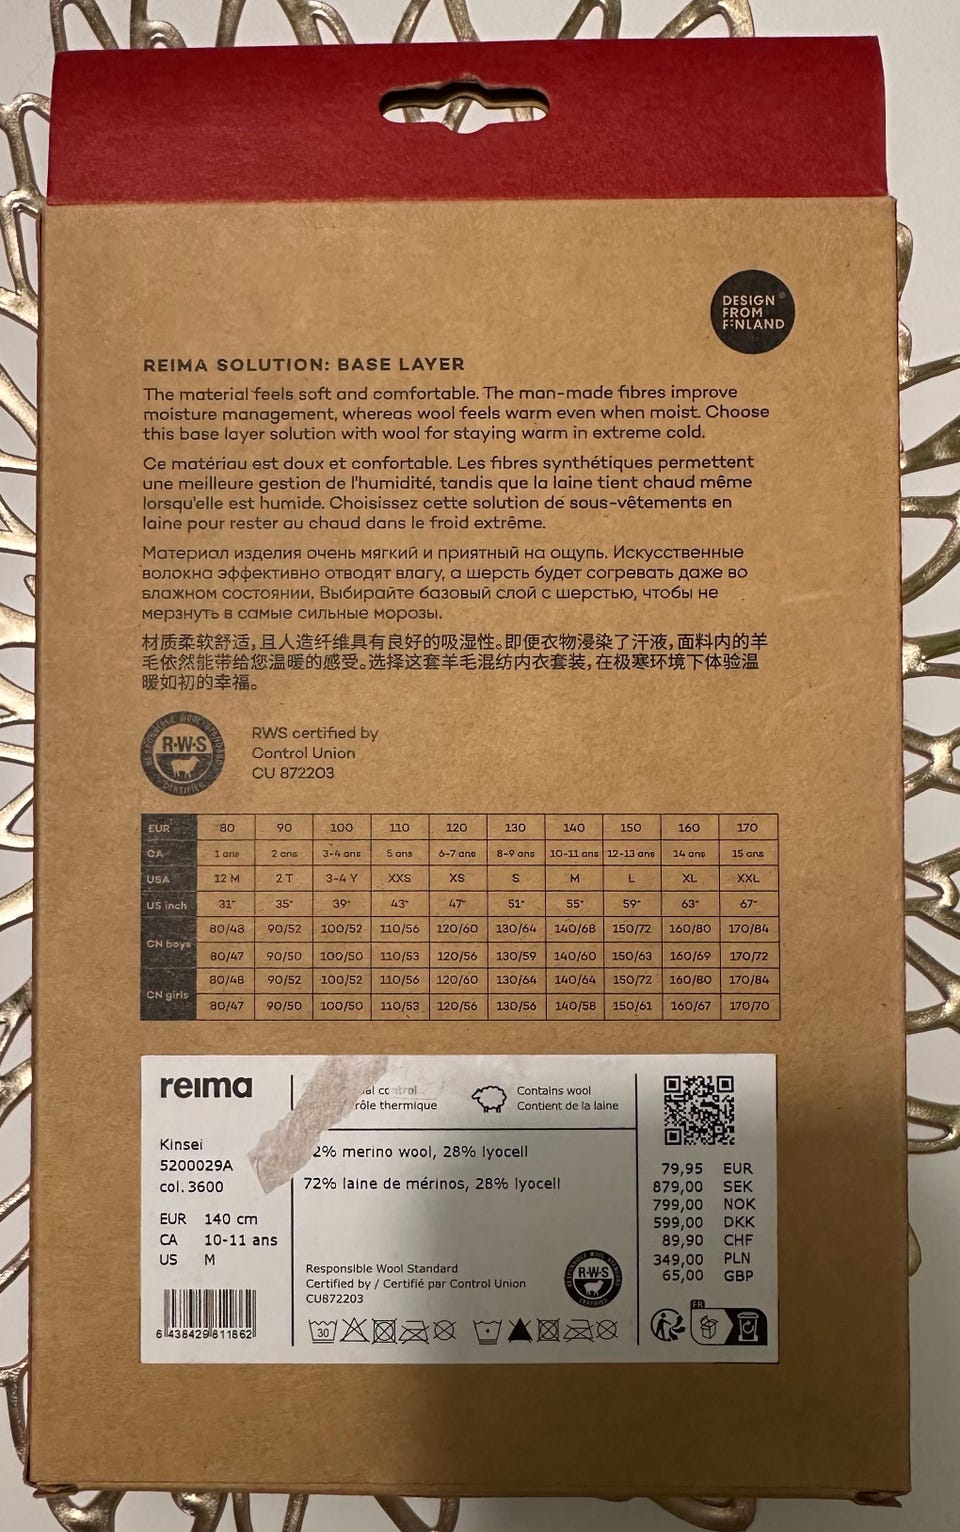 DESIGN
FROM
FINLAND
REIMA SOLUTION: BASE LAYER
The material feels soft and comfortable. The man-made fibres improve
moisture management, whereas wool feels warm even when moist. Choose
this base layer solution with wool for staying warm in extreme cold.
Ce matériau est doux et confortable. Les fibres synthétiques permettent
une meilleure gestion de l'humidité, tandis que la laine tient chaud même
lorsqu'elle est humide. Choisissez cette solution de sous-vêtements en
laine pour rester au chaud dans le froid extrême.
Материал изделия очень мягкий и приятный на ощупь. Искусственные
волокна эффективно отводят влагу, а шерсть будет согревать даже во
влажном состоянии. Выбирайте базовый слой с шерстью, чтобы не
мерзнуть в самые сильные морозы.
材质柔软舒适，且人造纤维具有良好的吸湿性。即便衣物浸染了汗液，面料内的羊
毛依然能带给您温暖的感受。选择这套羊毛混纺内衣套装，在极寒环境下体验温
暖如初的幸福。
R·W·S
CERTIFIED
RWS certified by
Control Union
CU 872203
EUR 80 90 100 110 120 130 140 150 160 170
CA 1 ans 2 ans 3-4 ans 5 ans 6-7 ans 8-9 ans 10-11 ans 12-13 ans 14 ans 15 ans
USA 12 M 2 T 3-4 Y XXS XS S M L XL XXL
US inch 31" 35" 39" 43" 47" 51" 55" 59" 63" 67"
CN boys 80/48 90/52 100/52 110/56 120/60 130/64 140/68 150/72 160/80 170/84
80/47 90/50 100/50 110/53 120/56 130/59 140/60 150/63 160/69 170/72
CN girls 80/48 90/52 100/52 110/56 120/60 130/64 140/64 150/72 160/80 170/84
80/47 90/50 100/50 110/53 120/56 130/56 140/58 150/61 160/67 170/70
reima
Kinsei
5200029A
col. 3600
EUR 140 cm
CA 10-11 ans
US M
6 438429 811862
al control
rôle thermique
Contains wool
Contient de la laine
2% merino wool, 28% lyocell
72% laine de mérinos, 28% lyocell
Responsible Wool Standard
Certified by / Certifié par Control Union
CU872203
R·W·S
30
79,95 EUR
879,00 SEK
799,00 NOK
599,00 DKK
89,90 CHF
349,00 PLN
65,00 GBP
FR